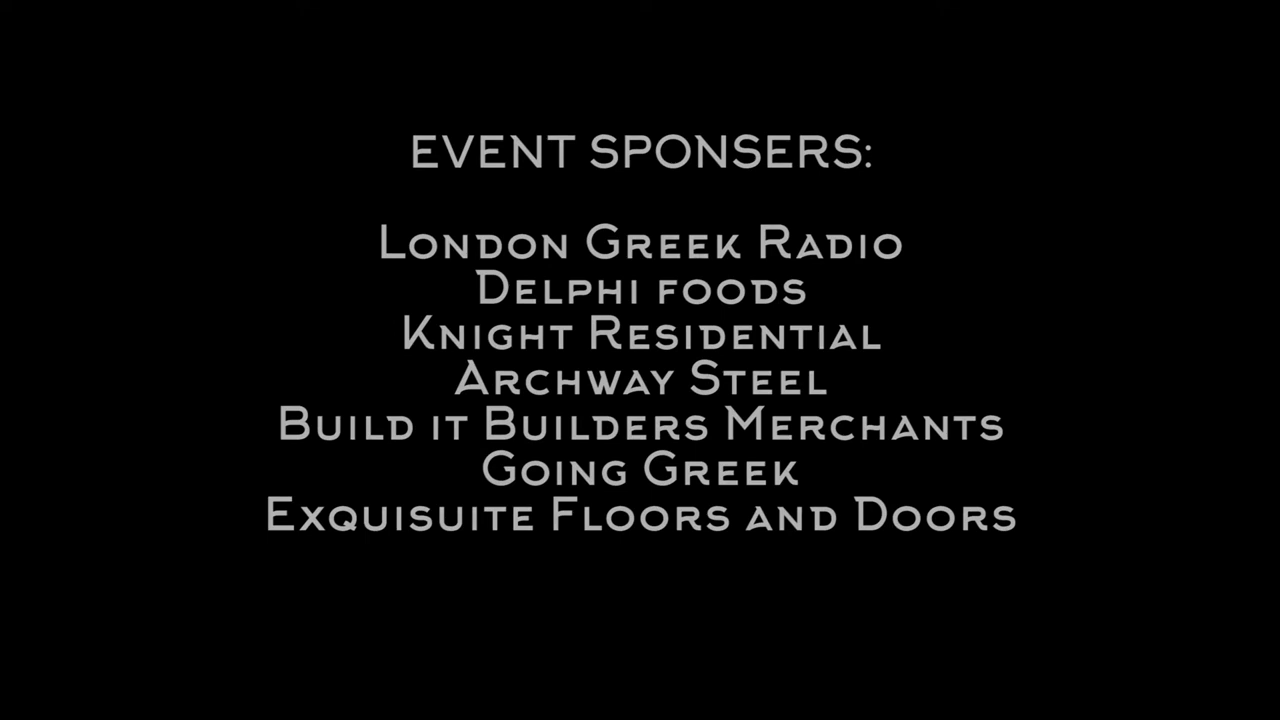 EVENT SPONSERS:
London Greek Radio
Delphi foods
Knight Residential
Archway Steel
Build it Builders Merchants
Going Greek
Exquisuite Floors and Doors